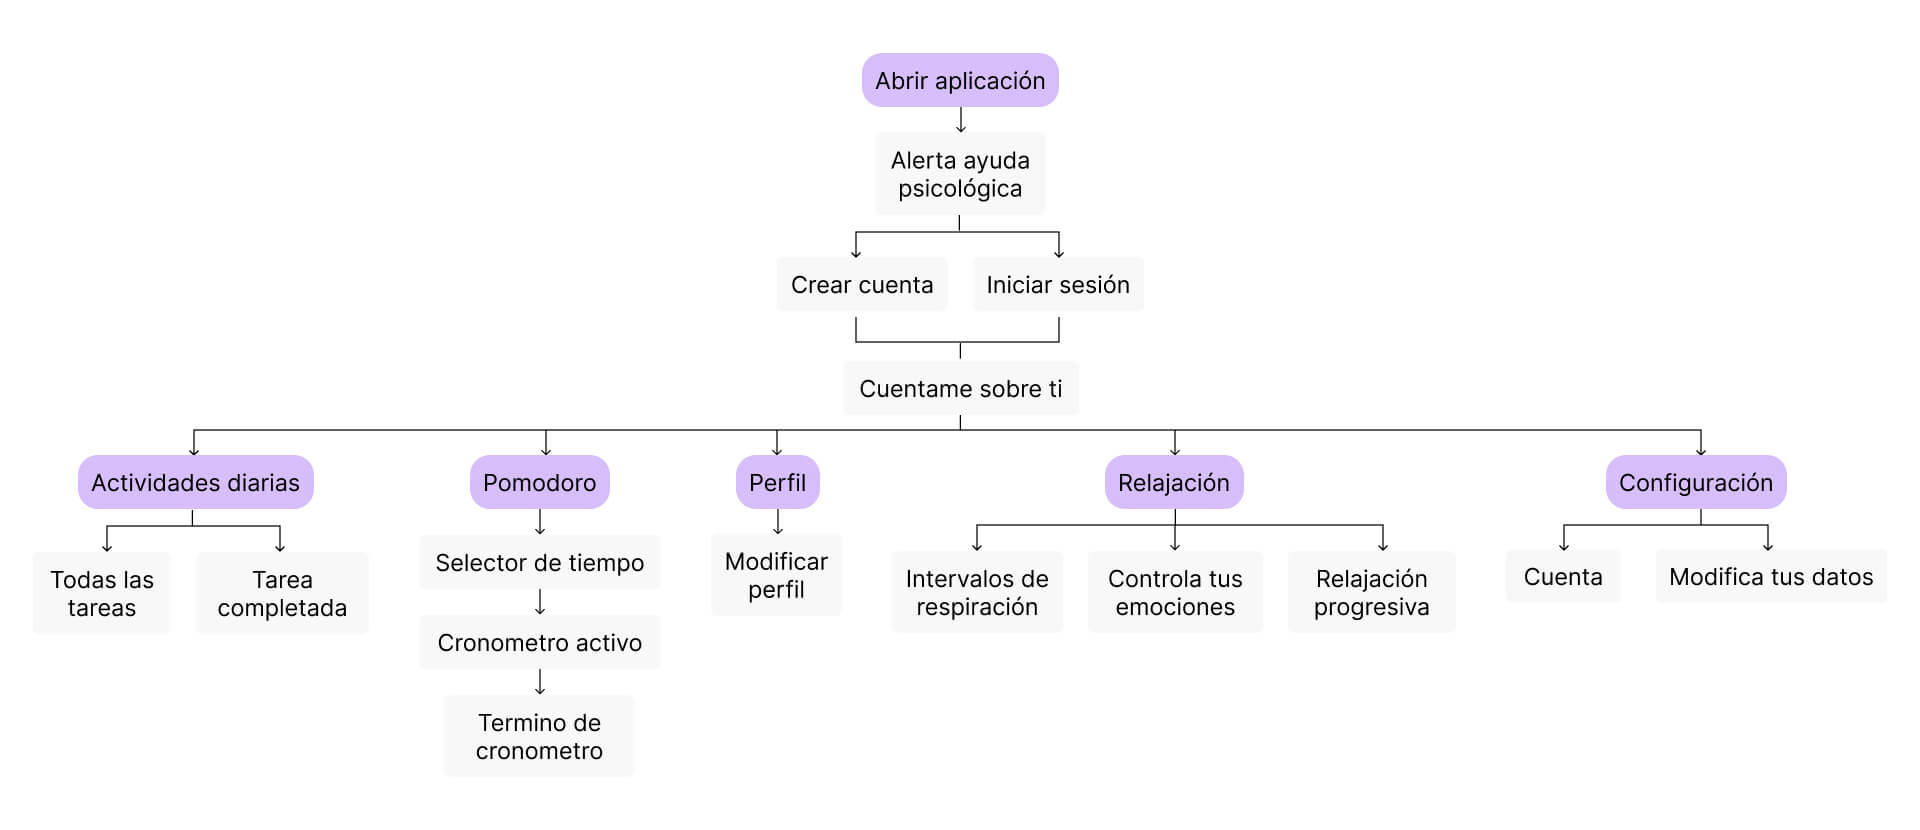 Abrir aplicación
Alerta ayuda
psicológica
Crear cuenta
Iniciar sesión
Cuentame sobre ti
Actividades diarias
Pomodoro
Perfil
Relajación
Configuración
Todas las
tareas
Tarea
completada
Selector de tiempo
Cronometro activo
Termino de
cronometro
Modificar
perfil
Intervalos de
respiración
Controla tus
emociones
Relajación
progresiva
Cuenta
Modifica tus datos